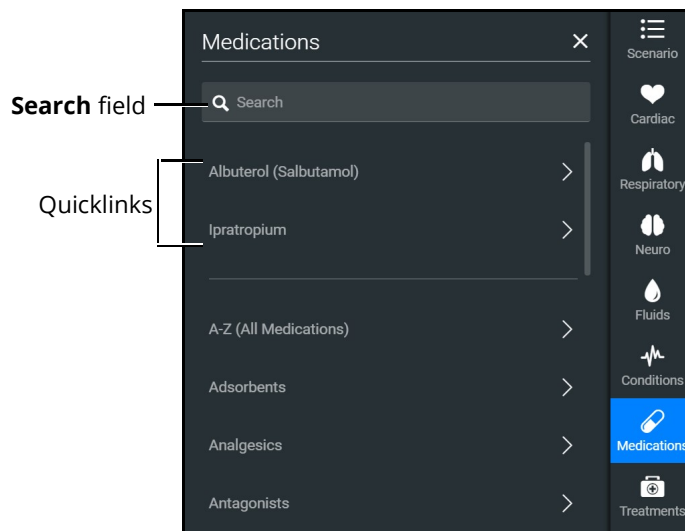 Medications
Search field
Search
Quicklinks
Albuterol (Salbutamol)
Ipratropium
A-Z (All Medications)
Adsorbents
Analgesics
Antagonists
Scenario
Cardiac
Respiratory
Neuro
Fluids
Conditions
Medications
Treatments